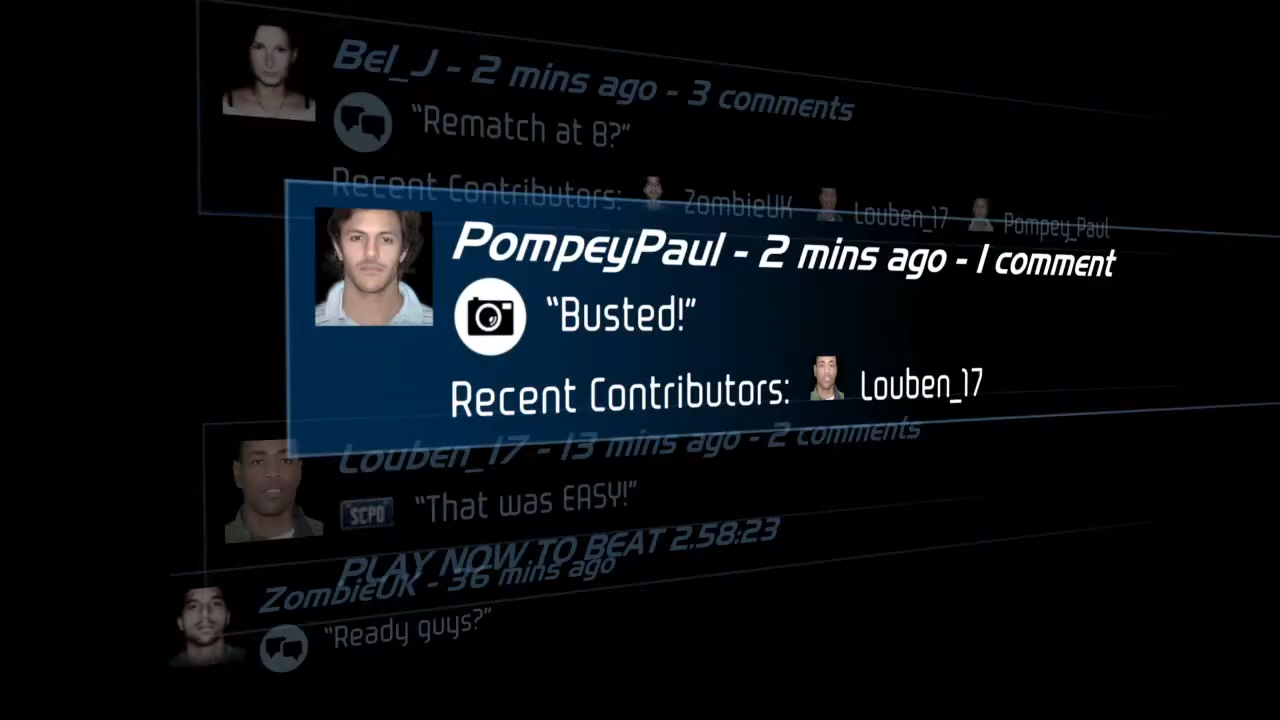 Bel_J - 2 mins ago - 3 comments
“Rematch at 8?”
Recent Contributors: ZombieUK Louben_17 Pompey_Paul
PompeyPaul - 2 mins ago - 1 comment
“Busted!”
Recent Contributors: Louben_17
Louben_17 - 13 mins ago - 2 comments
SCPD “That was EASY!”
PLAY NOW TO BEAT 2.58:23
ZombieUK - 36 mins ago
“Ready guys?”